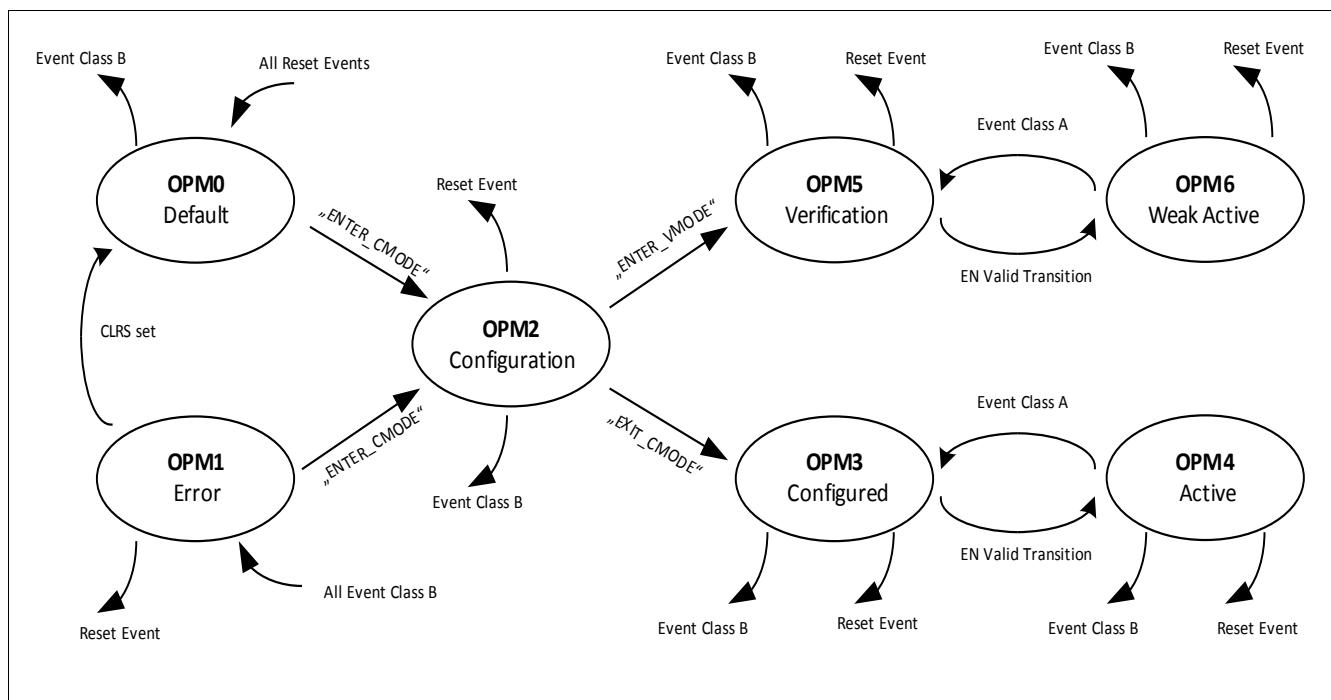 Event Class B
All Reset Events
OPM0
Default
CLRS set
OPM1
Error
Reset Event
All Event Class B
„ENTER_CMODE“
„ENTER_CMODE“
Reset Event
OPM2
Configuration
Event Class B
„ENTER_VMODE“
„EXIT_CMODE“
Event Class B
Reset Event
OPM5
Verification
Event Class A
EN Valid Transition
Event Class B
Reset Event
OPM6
Weak Active
OPM3
Configured
Event Class B
Reset Event
Event Class A
EN Valid Transition
OPM4
Active
Event Class B
Reset Event